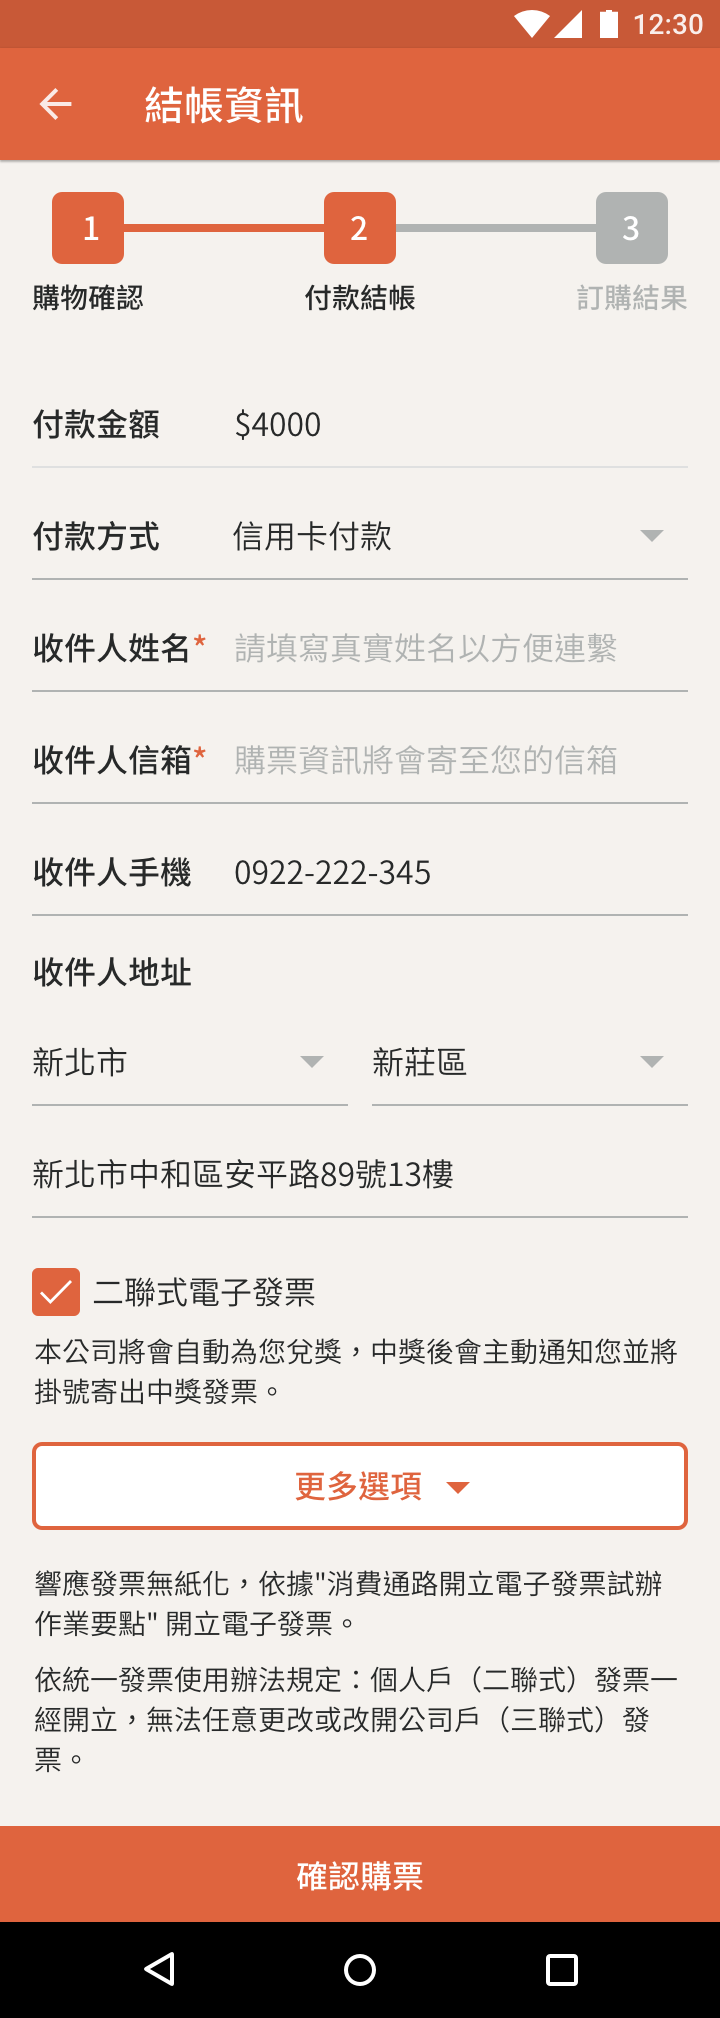 12:30
結帳資訊
1 2 3
購物確認 付款結帳 訂購結果
付款金額 $4000
付款方式 信用卡付款
收件人姓名* 請填寫真實姓名以方便連繫
收件人信箱* 購票資訊將會寄至您的信箱
收件人手機 0922-222-345
收件人地址
新北市 新莊區
新北市中和區安平路89號13樓
二聯式電子發票
本公司將會自動為您兌獎，中獎後會主動通知您並將
掛號寄出中獎發票。
更多選項
響應發票無紙化，依據"消費通路開立電子發票試辦
作業要點" 開立電子發票。
依統一發票使用辦法規定：個人戶（二聯式）發票一
經開立，無法任意更改或改開公司戶（三聯式）發
票。
確認購票